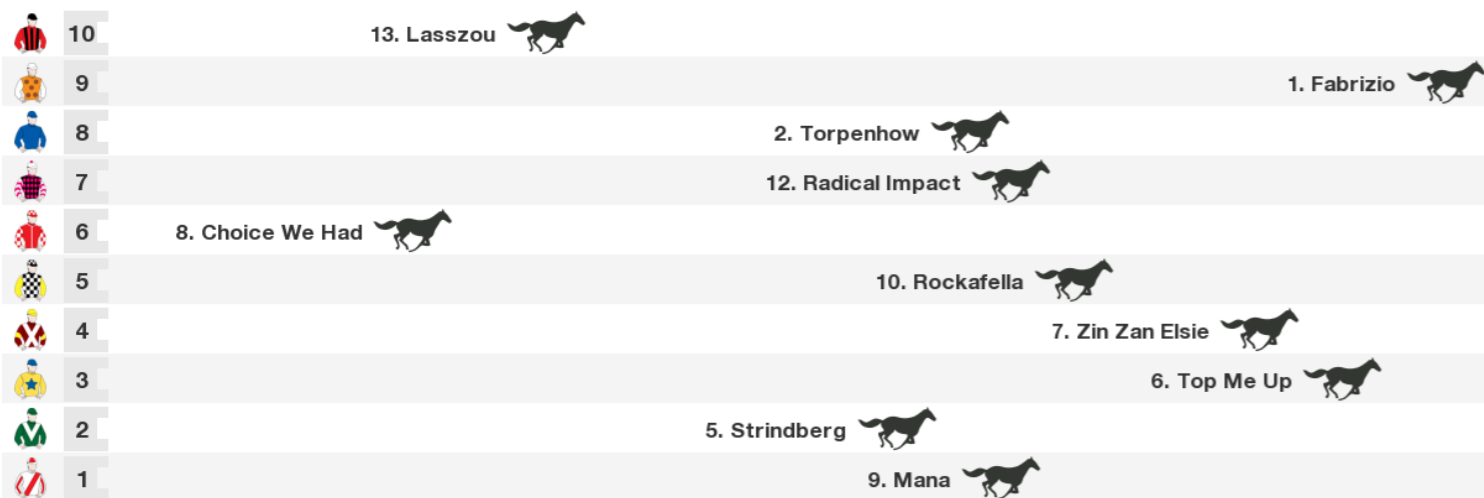 10 13. Lasszou
9 1. Fabrizio
8 2. Torpenhow
7 12. Radical Impact
6 8. Choice We Had
5 10. Rockafella
4 7. Zin Zan Elsie
3 6. Top Me Up
2 5. Strindberg
1 9. Mana